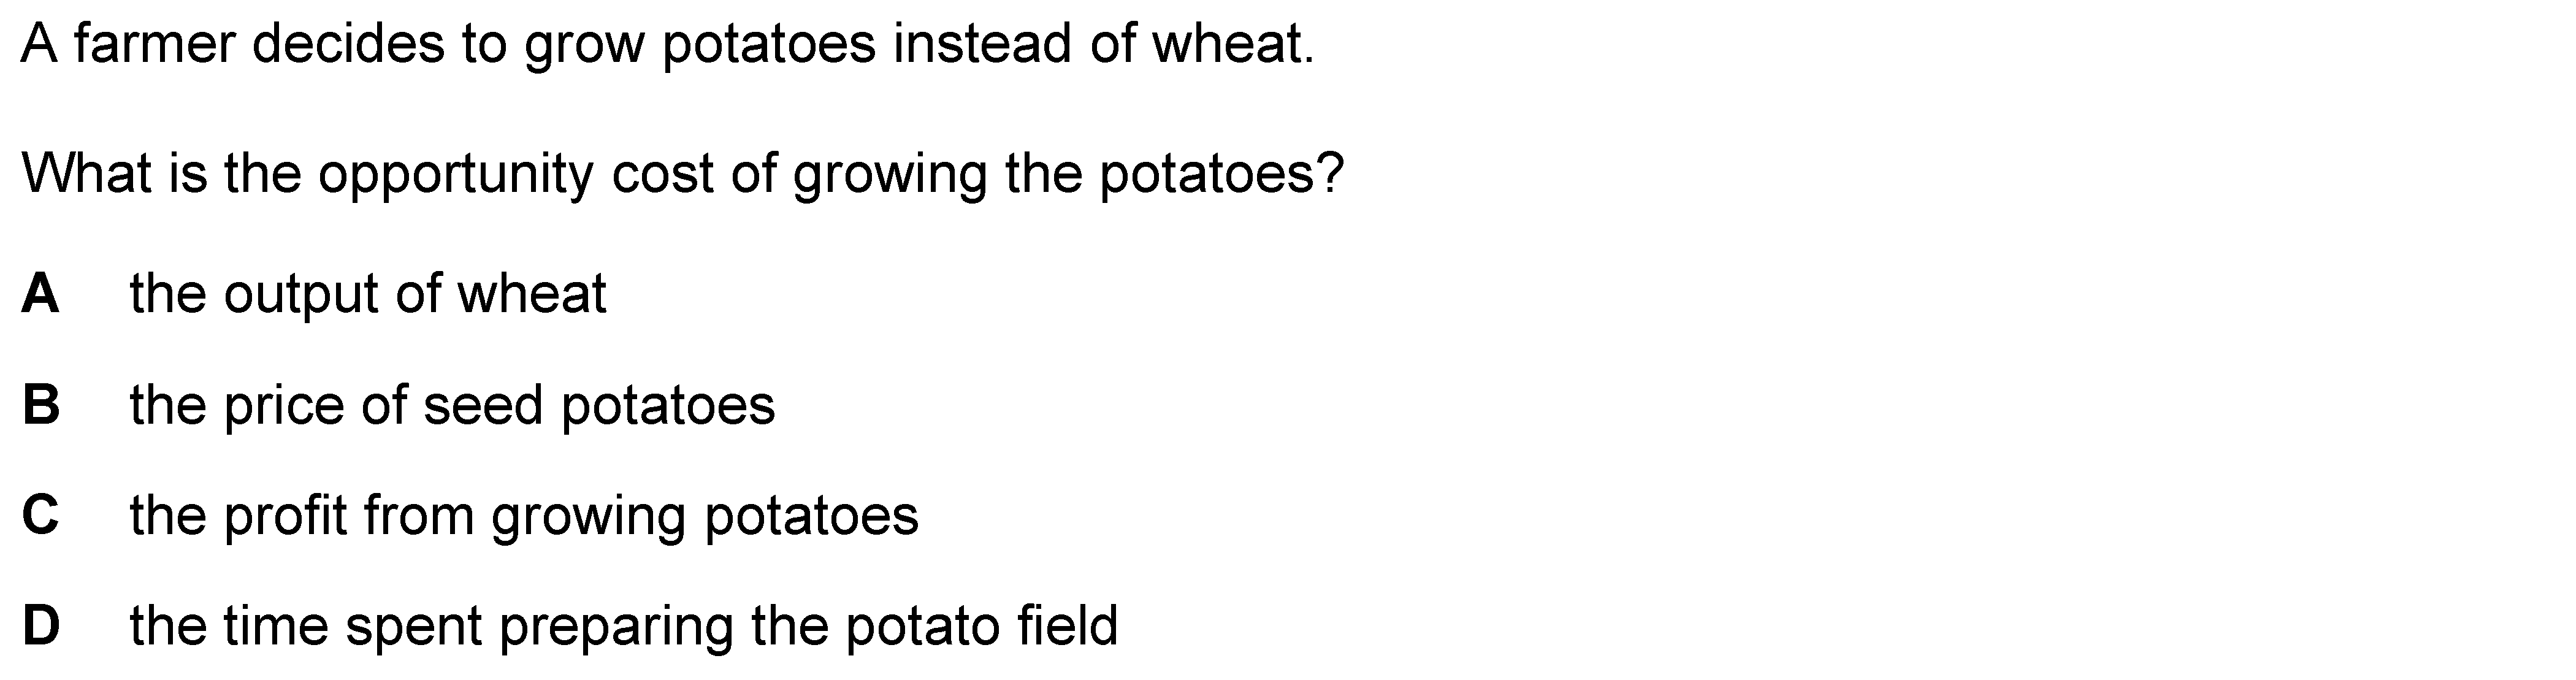 A farmer decides to grow potatoes instead of wheat.
What is the opportunity cost of growing the potatoes?
A the output of wheat
B the price of seed potatoes
C the profit from growing potatoes
D the time spent preparing the potato field